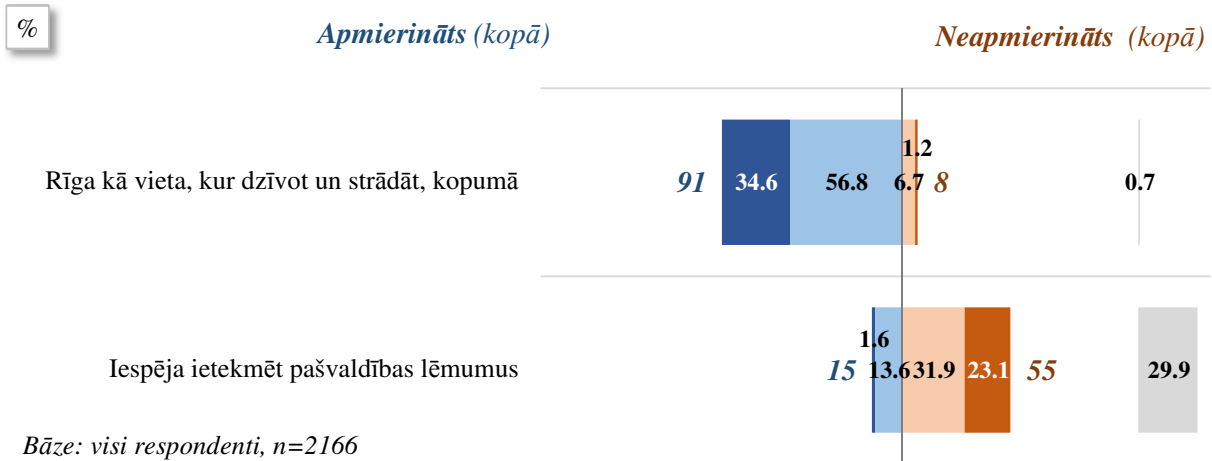 %
Apmierināts (kopā)
Neapmierināts (kopā)
Rīga kā vieta, kur dzīvot un strādāt, kopumā
91 34.6 56.8 6.7 1.2 8 0.7
Iespēja ietekmēt pašvaldības lēmumus
15 1.6 13.6 31.9 23.1 55 29.9
Bāze: visi respondenti, n=2166